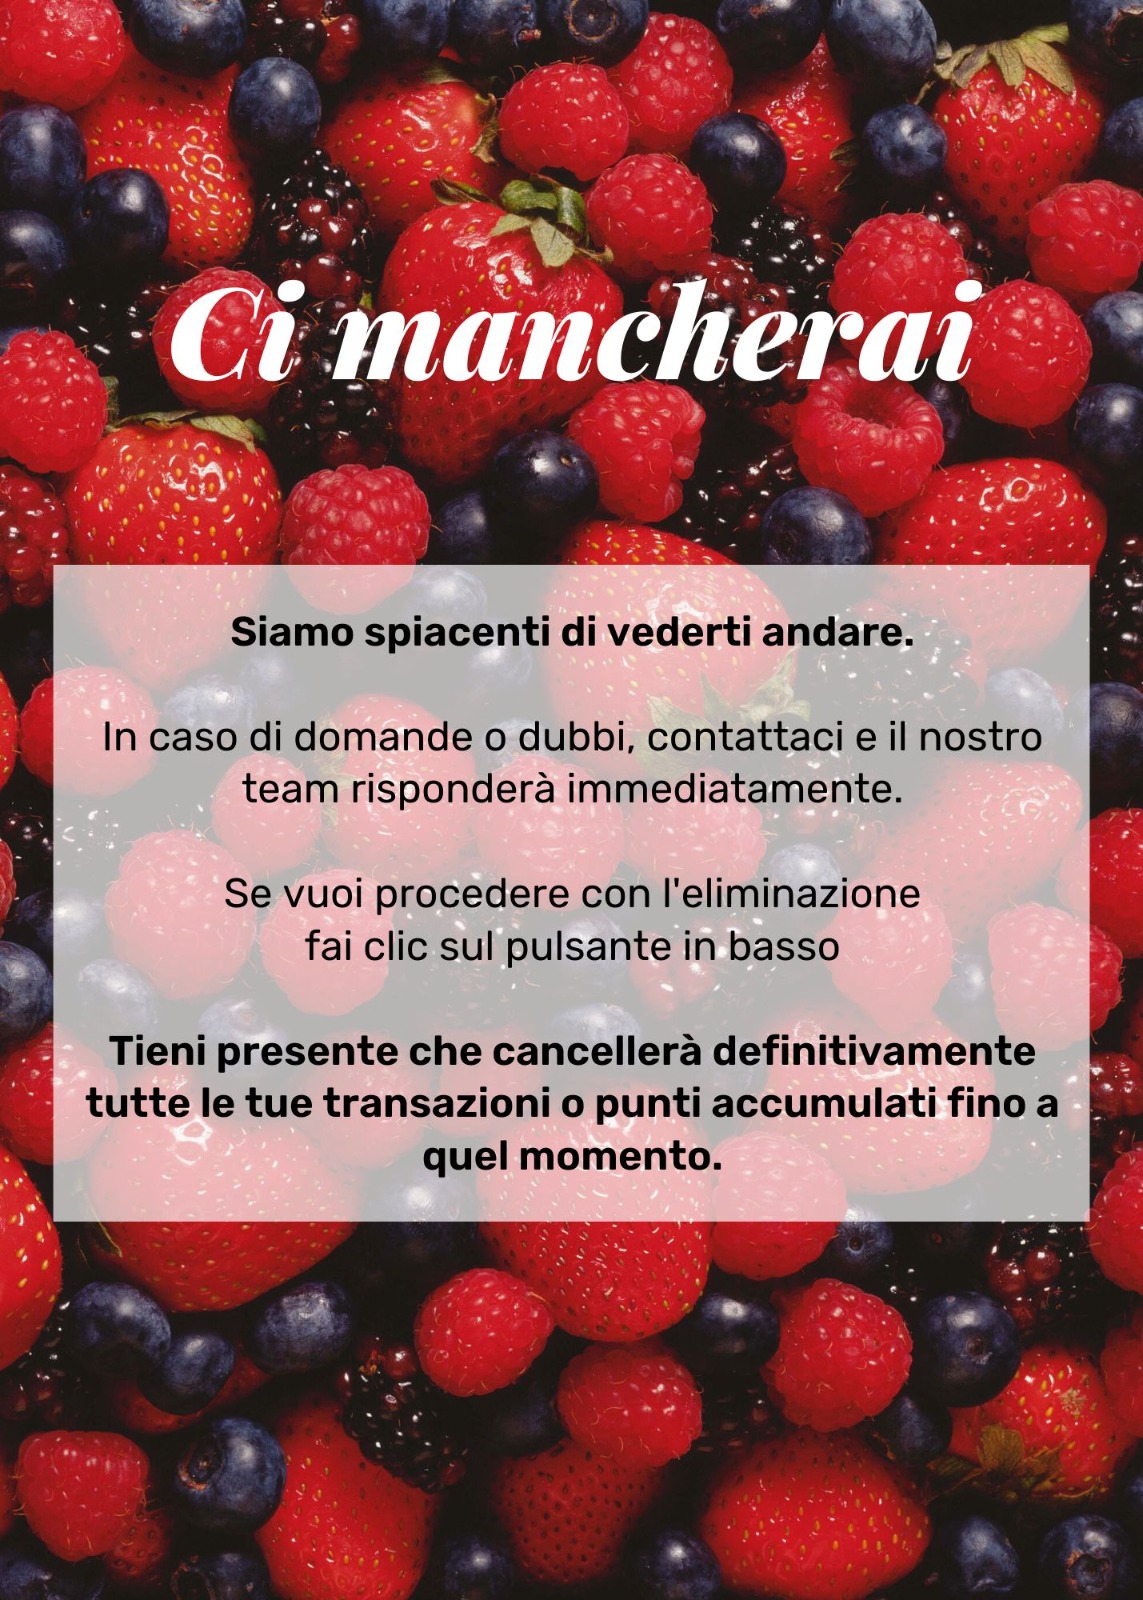 Ci mancherai
Siamo spiacenti di vederti andare.
In caso di domande o dubbi, contattaci e il nostro
team risponderà immediatamente.
Se vuoi procedere con l'eliminazione
fai clic sul pulsante in basso
Tieni presente che cancellerà definitivamente
tutte le tue transazioni o punti accumulati fino a
quel momento.